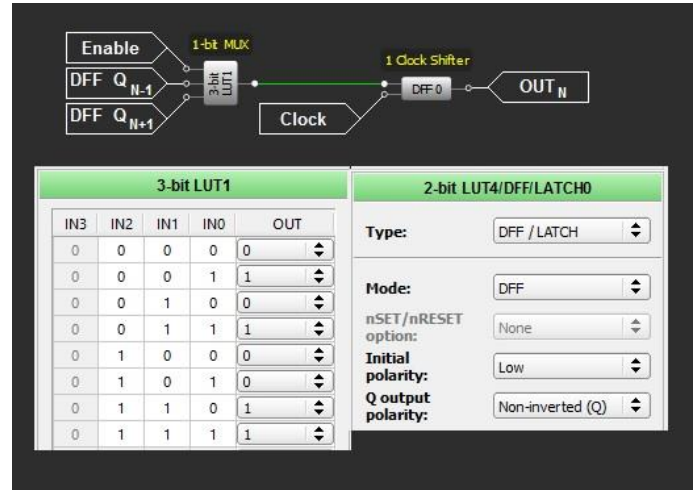 Enable
1-bit MUX
DFF Q N-1
3-bit LUT1
DFF Q N+1
1 Clock Shifter
DFF 0
OUT N
Clock
3-bit LUT1
IN3 IN2 IN1 IN0 OUT
0 0 0 0 0
0 0 0 1 1
0 0 1 0 0
0 0 1 1 1
0 1 0 0 0
0 1 0 1 0
0 1 1 0 1
0 1 1 1 1
2-bit LUT4/DFF/LATCH0
Type: DFF / LATCH
Mode: DFF
nSET/nRESET
option: None
Initial
polarity: Low
Q output
polarity: Non-inverted (Q)